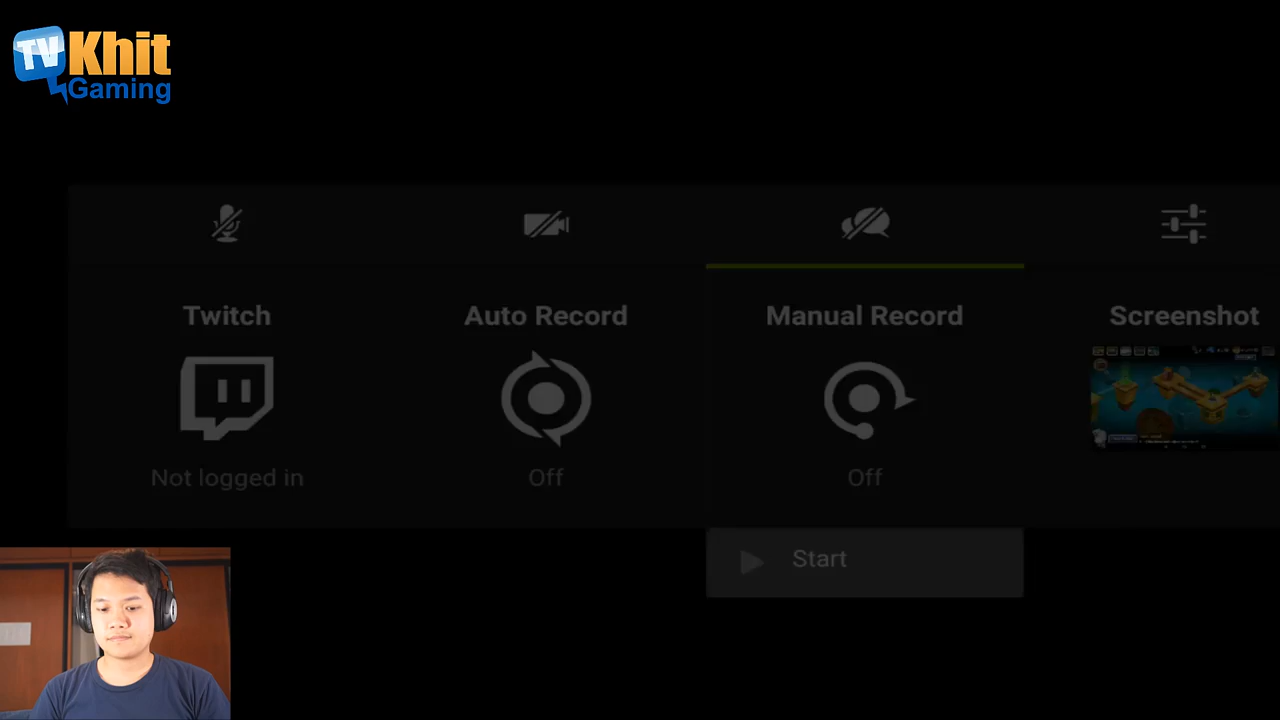 TV Khit
Gaming
Twitch
Auto Record
Manual Record
Screenshot
Not logged in
Off
Off
Start